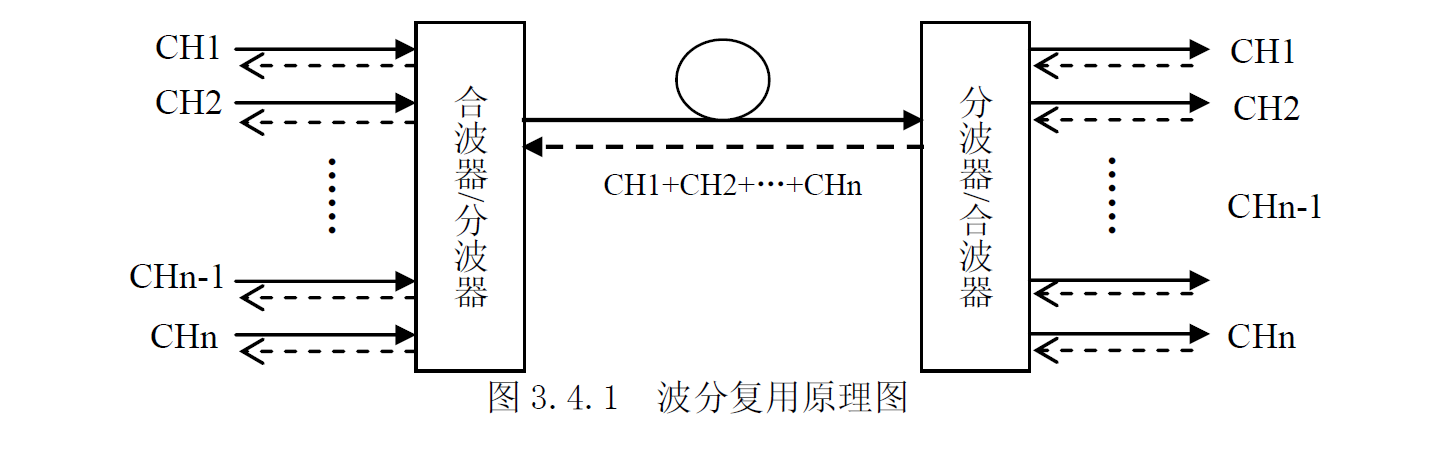 CH1
CH2
CHn-1
CHn
合波器/分波器
CH1+CH2+…+CHn
分波器/合波器
CH1
CH2
CHn-1
CHn
图 3.4.1 波分复用原理图